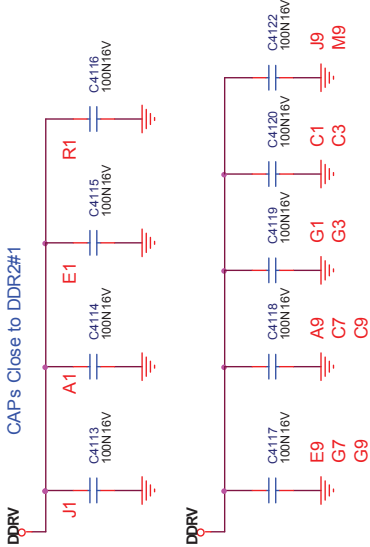 CAPs Close to DDR2#1
DDRV
J1
C4113
100N16V
A1
C4114
100N16V
E1
C4115
100N16V
R1
C4116
100N16V
DDRV
C4117
100N16V
E9
G7
G9
C4118
100N16V
A9
C7
C9
C4119
100N16V
G1
G3
C4120
100N16V
C1
C3
C4122
100N16V
J9
M9